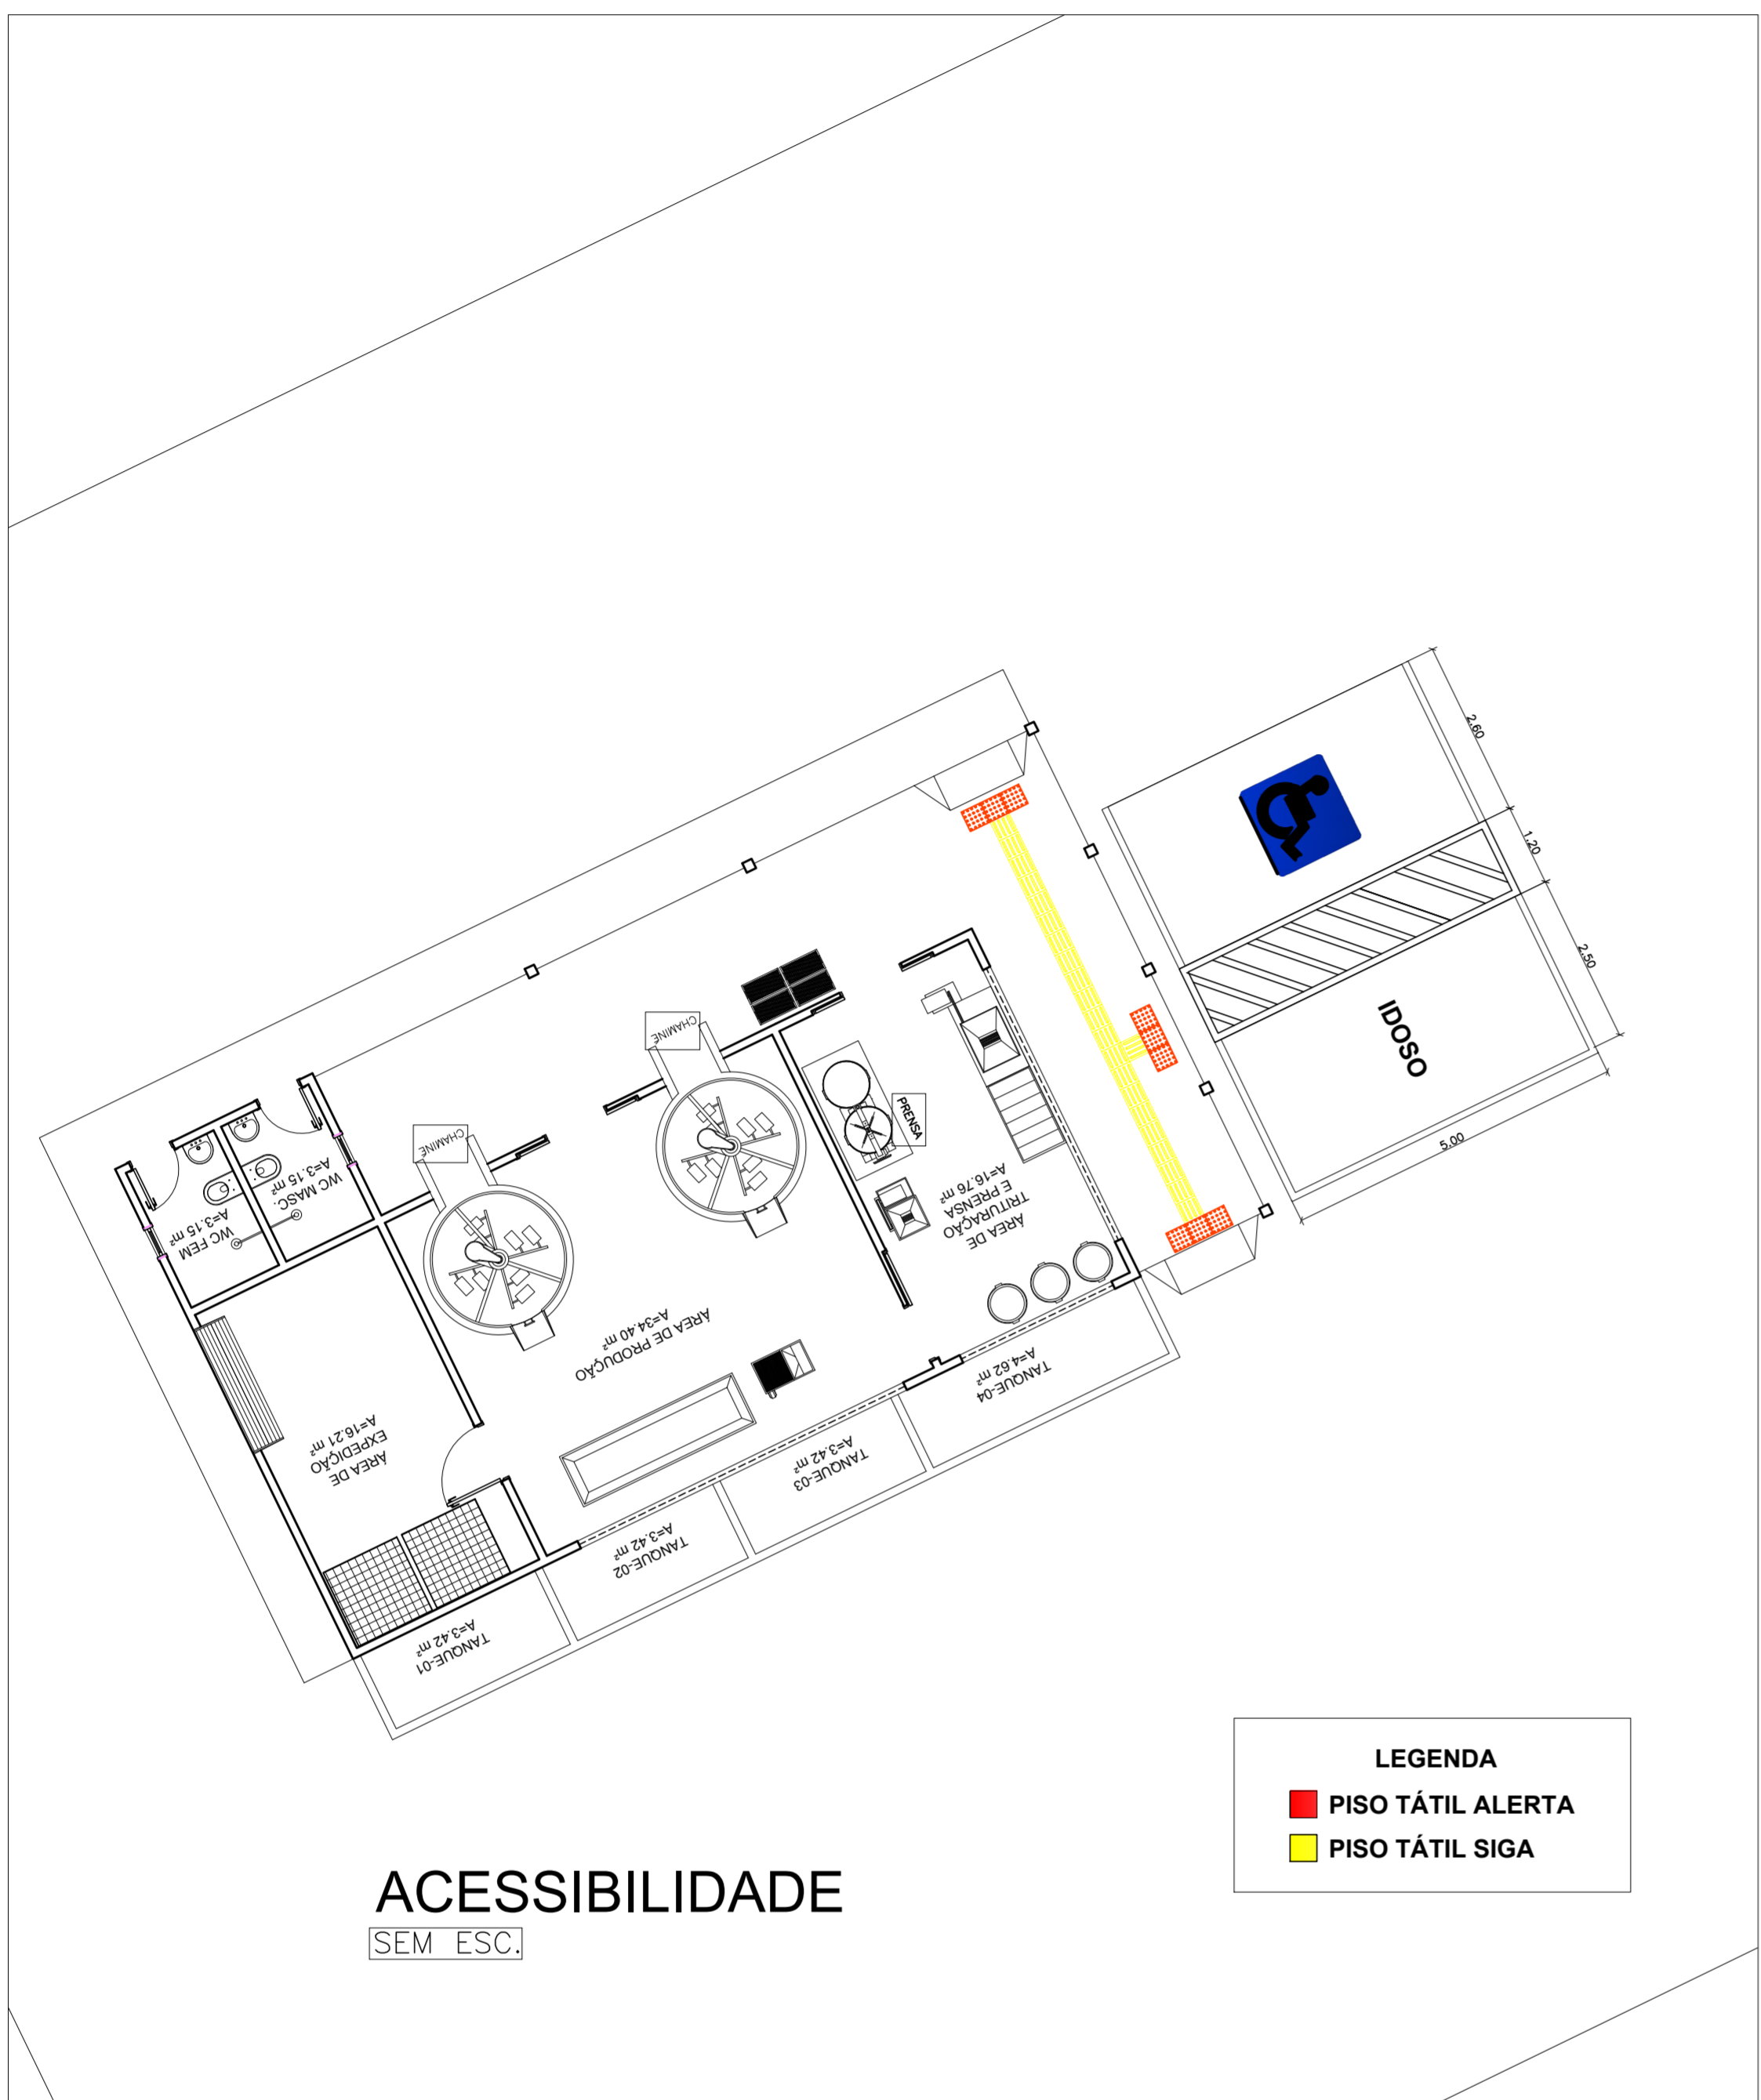 2.60
1.20
2.50
5.00
IDOSO
CHAMINÉ
CHAMINÉ
PRENSA
WC FEM
A=3.15 m²
WC MASC.
A=3.15 m²
ÁREA DE
TRITURAÇÃO
E PRENSA
A=16.76 m²
ÁREA DE PRODUÇÃO
A=34.40 m²
ÁREA DE
EXPEDIÇÃO
A=16.21 m²
TANQUE-04
A=4.62 m²
TANQUE-03
A=3.42 m²
TANQUE-02
A=3.42 m²
TANQUE-01
A=3.42 m²
LEGENDA
PISO TÁTIL ALERTA
PISO TÁTIL SIGA
ACESSIBILIDADE
SEM ESC.